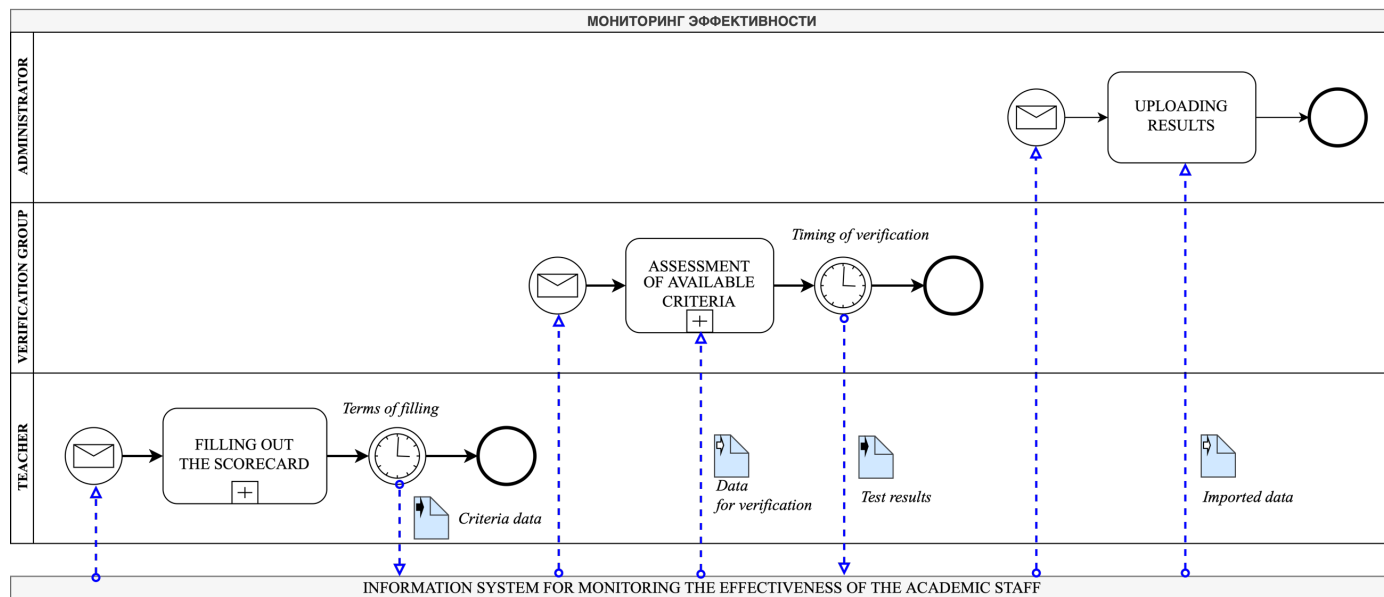 МОНИТОРИНГ ЭФФЕКТИВНОСТИ
ADMINISTRATOR
UPLOADING
RESULTS
VERIFICATION GROUP
Timing of verification
ASSESSMENT
OF AVAILABLE
CRITERIA
TEACHER
Terms of filling
FILLING OUT
THE SCORECARD
Criteria data
Data
for verification
Test results
Imported data
INFORMATION SYSTEM FOR MONITORING THE EFFECTIVENESS OF THE ACADEMIC STAFF